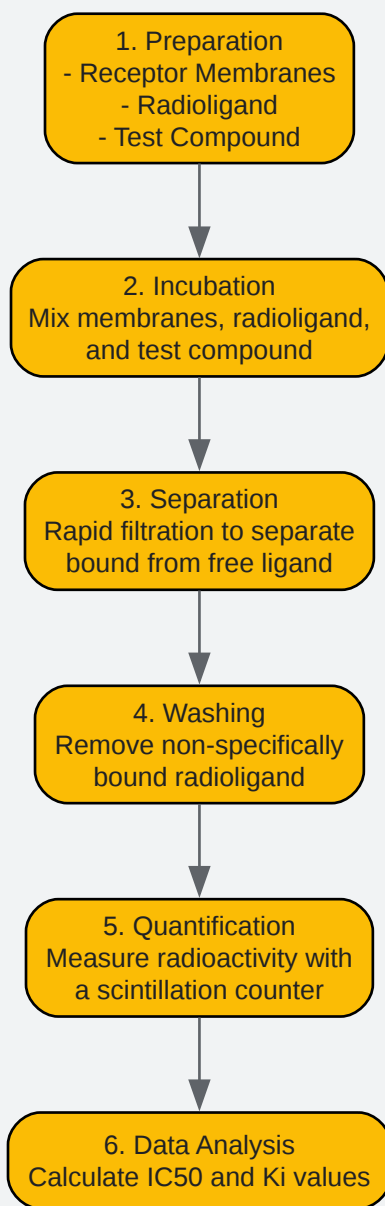 1. Preparation
- Receptor Membranes
- Radioligand
- Test Compound
2. Incubation
Mix membranes, radioligand,
and test compound
3. Separation
Rapid filtration to separate
bound from free ligand
4. Washing
Remove non-specifically
bound radioligand
5. Quantification
Measure radioactivity with
a scintillation counter
6. Data Analysis
Calculate IC50 and Ki values